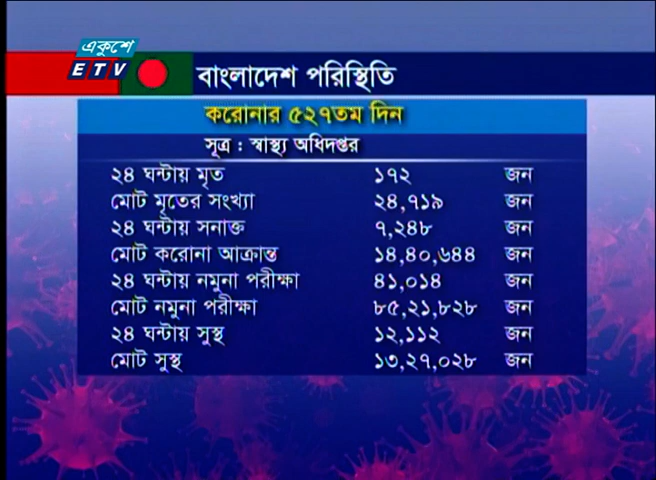 একুশে
ETV
বাংলাদেশ পরিস্থিতি
করোনার ৫২৭তম দিন
সূত্র : স্বাস্থ্য অধিদপ্তর
২৪ ঘন্টায় মৃত ১৭২ জন
মোট মৃতের সংখ্যা ২৪,৭১৯ জন
২৪ ঘন্টায় সনাক্ত ৭,২৪৮ জন
মোট করোনা আক্রান্ত ১৪,৪০,৬৪৪ জন
২৪ ঘন্টায় নমুনা পরীক্ষা ৪১,০১৪ জন
মোট নমুনা পরীক্ষা ৮৫,২১,৮২৮ জন
২৪ ঘন্টায় সুস্থ ১২,১১২ জন
মোট সুস্থ ১৩,২৭,০২৮ জন